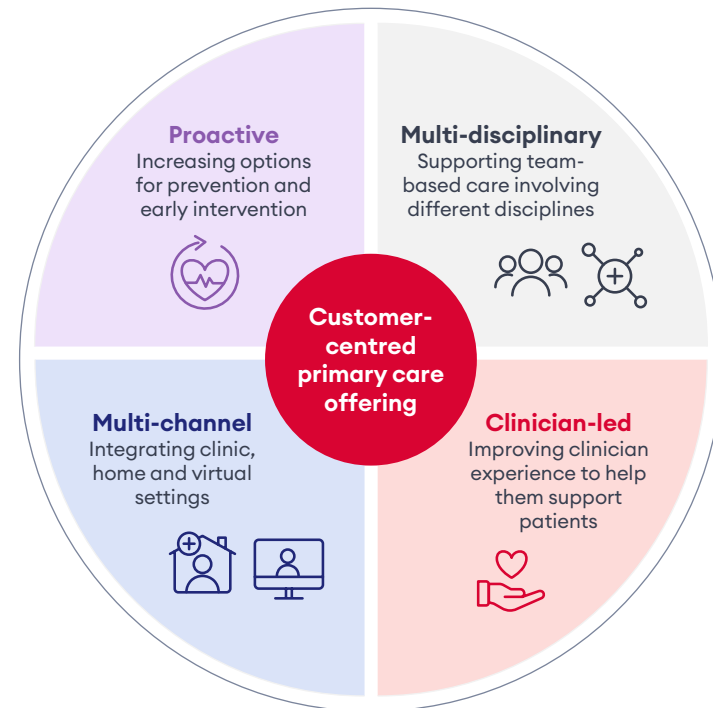 Proactive
Increasing options
for prevention and
early intervention
Multi-disciplinary
Supporting team-
based care involving
different disciplines
Customer-
centred
primary care
offering
Multi-channel
Integrating clinic,
home and virtual
settings
Clinician-led
Improving clinician
experience to help
them support
patients